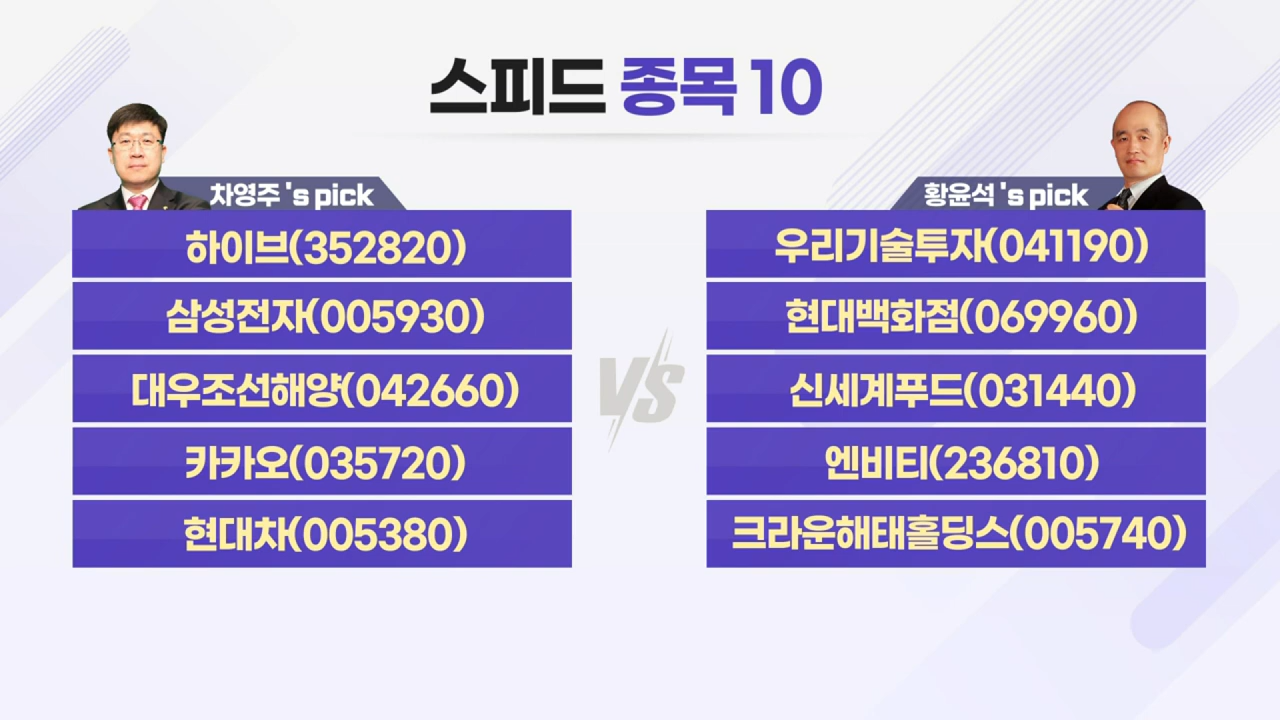 스피드 종목 10
차영주 's pick
하이브(352820)
삼성전자(005930)
대우조선해양(042660)
카카오(035720)
현대차(005380)
VS
황윤석 's pick
우리기술투자(041190)
현대백화점(069960)
신세계푸드(031440)
엔비티(236810)
크라운해태홀딩스(005740)